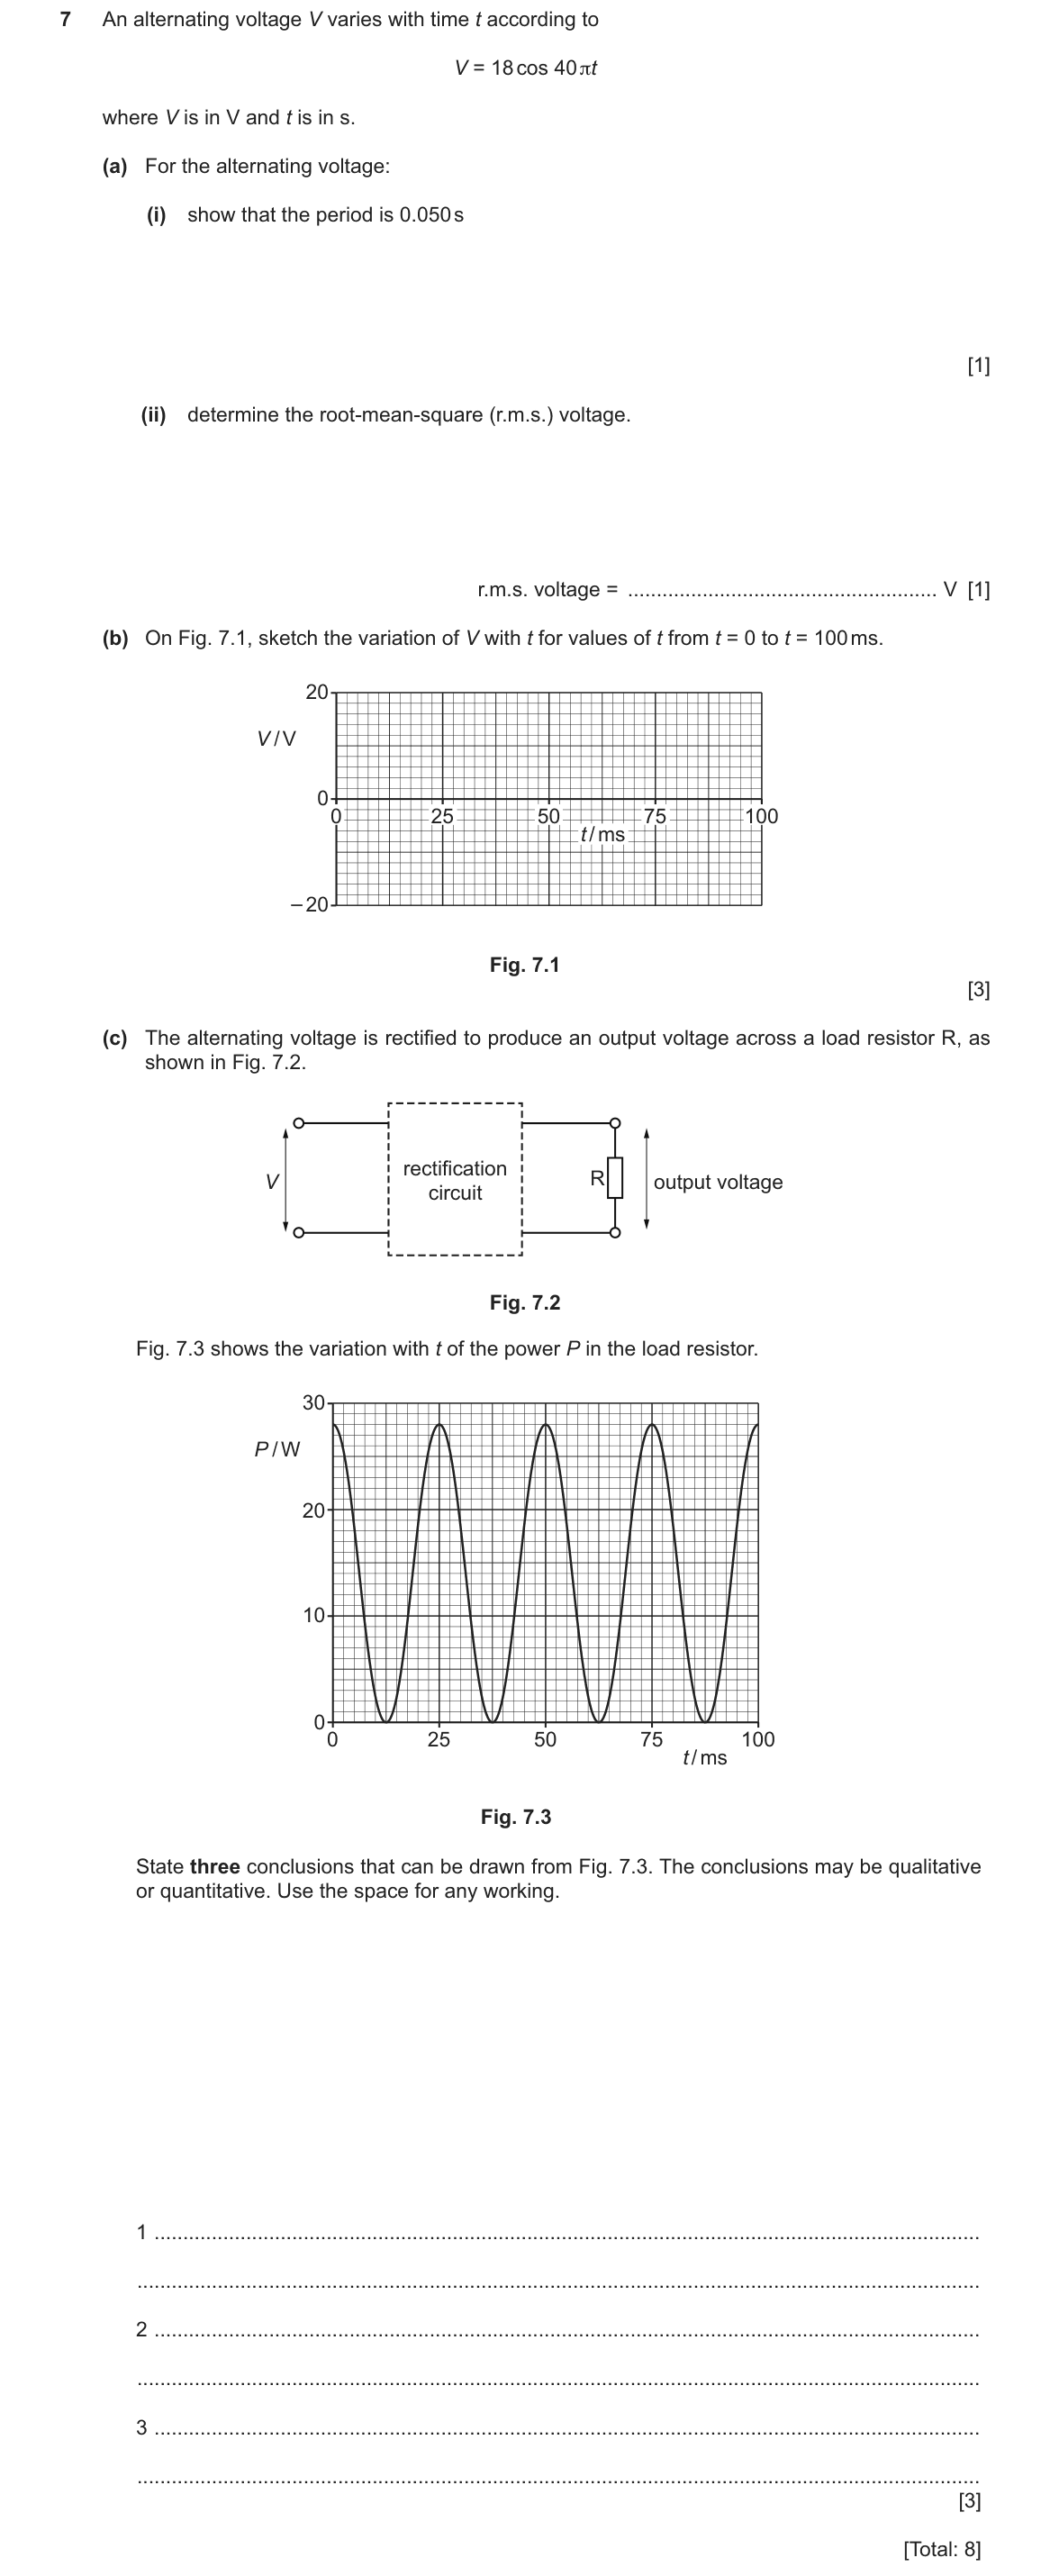 7 An alternating voltage V varies with time t according to
V = 18 cos 40πt
where V is in V and t is in s.
(a) For the alternating voltage:
(i) show that the period is 0.050 s
[1]
(ii) determine the root-mean-square (r.m.s.) voltage.
r.m.s. voltage = ...................................................... V [1]
(b) On Fig. 7.1, sketch the variation of V with t for values of t from t = 0 to t = 100 ms.
20
V / V
0
0 25 50 75 100
t / ms
−20
Fig. 7.1
[3]
(c) The alternating voltage is rectified to produce an output voltage across a load resistor R, as
shown in Fig. 7.2.
V
rectification
circuit
R
output voltage
Fig. 7.2
Fig. 7.3 shows the variation with t of the power P in the load resistor.
30
P / W
20
10
0
0 25 50 75 100
t / ms
Fig. 7.3
State three conclusions that can be drawn from Fig. 7.3. The conclusions may be qualitative
or quantitative. Use the space for any working.
1 ................................................................................................................................................
...................................................................................................................................................
2 ................................................................................................................................................
...................................................................................................................................................
3 ................................................................................................................................................
...................................................................................................................................................
[3]
[Total: 8]